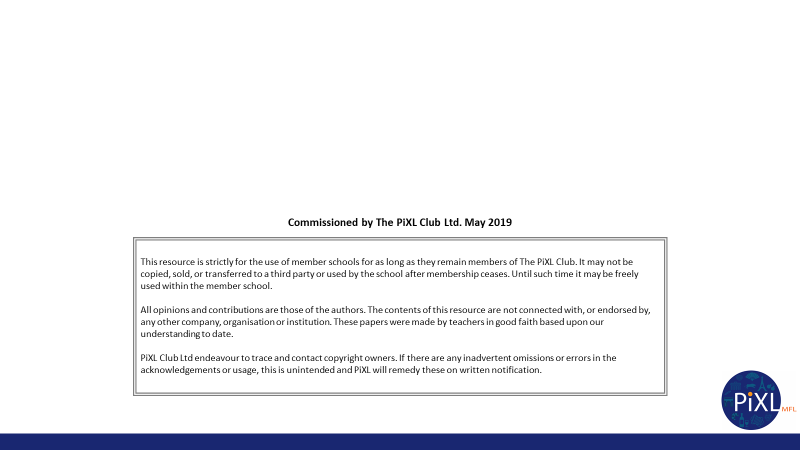 Commissioned by The PiXL Club Ltd. May 2019
This resource is strictly for the use of member schools for as long as they remain members of The PiXL Club. It may not be
copied, sold, or transferred to a third party or used by the school after membership ceases. Until such time it may be freely
used within the member school.
All opinions and contributions are those of the authors. The contents of this resource are not connected with, or endorsed by,
any other company, organisation or institution. These papers were made by teachers in good faith based upon our
understanding to date.
PiXL Club Ltd endeavour to trace and contact copyright owners. If there are any inadvertent omissions or errors in the
acknowledgements or usage, this is unintended and PiXL will remedy these on written notification.
PiXL MFL